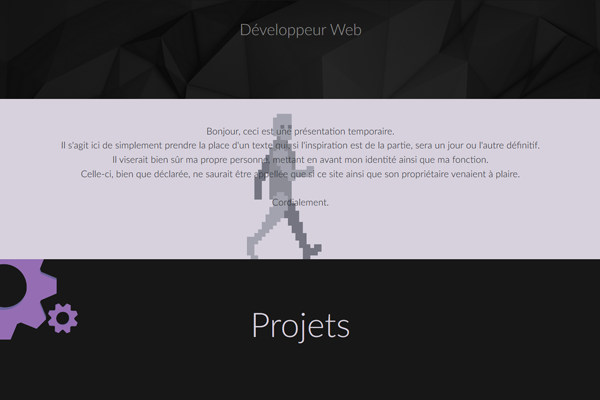 Développeur Web
Bonjour, ceci est une présentation temporaire.
Il s'agit ici de simplement prendre la place d'un texte qui, si l'inspiration est de la partie, sera un jour ou l'autre définitif.
Il viserait bien sûr ma propre personne, mettant en avant mon identité ainsi que ma fonction.
Celle-ci, bien que déclarée, ne saurait être appellée que si ce site ainsi que son propriétaire venaient à plaire.
Cordialement.
Projets